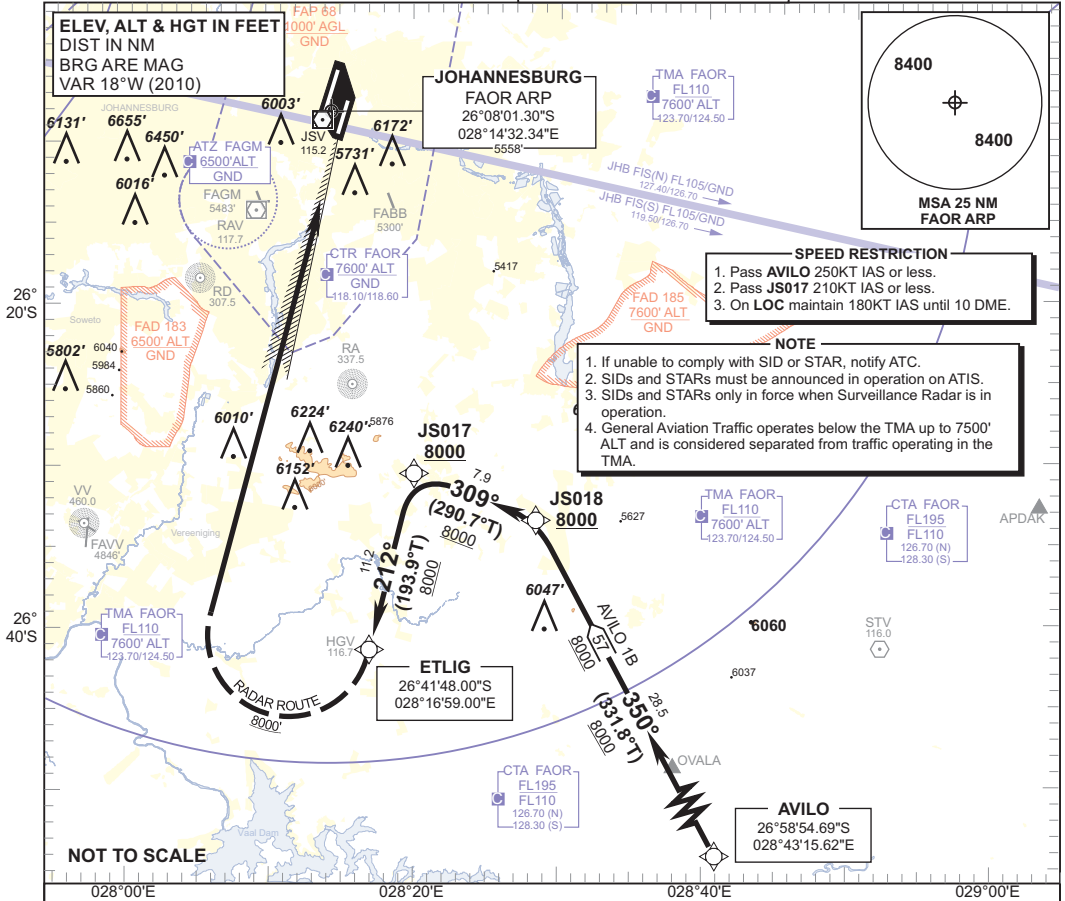 ELEV, ALT & HGT IN FEET
DIST IN NM
BRG ARE MAG
VAR 18°W (2010)
FAP 68
000' AGL
GND
JOHANNESBURG
FAOR ARP
26°08'01.30"S
028°14'32.34"E
5558'
TMA FAOR
C
FL110
7600' ALT
123.70/124.50
8400
8400
MSA 25 NM
FAOR ARP
JOHANNESBURG
6131'
6655'
6450'
6003'
6172'
5731'
6016'
JSV
115.2
ATZ FAGM
C
6500'ALT
GND
FAGM
5483'
RAV
117.7
FABB
5300'
JHB FIS(N) FL105/GND
127.40/126.70
JHB FIS(S) FL105/GND
119.50/126.70
CTR FAOR
C
7600' ALT
GND
118.10/118.60
5417
SPEED RESTRICTION
1. Pass AVILO 250KT IAS or less.
2. Pass JS017 210KT IAS or less.
3. On LOC maintain 180KT IAS until 10 DME.
RD
307.5
26°
20'S
Soweto
FAD 183
6500' ALT
GND
FAD 185
7600' ALT
GND
6040
5984
5860
5802'
RA
337.5
NOTE
1. If unable to comply with SID or STAR, notify ATC.
2. SIDs and STARs must be announced in operation on ATIS.
3. SIDs and STARs only in force when Surveillance Radar is in
operation.
4. General Aviation Traffic operates below the TMA up to 7500'
ALT and is considered separated from traffic operating in the
TMA.
6010'
6224'
6240'
5876
6152'
JS017
8000
7.9
309°
(290.7°T)
8000
JS018
8000
5627
TMA FAOR
C
FL110
7600' ALT
123.70/124.50
CTA FAOR
C
FL195
FL110
126.70 (N)
128.30 (S)
APDAK
VV
460.0
FAVV
4846'
Vereeniging
11.2
212°
(193.9°T)
8000
6047'
AVILO 1B
57
8000
6060
STV
116.0
26°
40'S
TMA FAOR
C
FL110
7600' ALT
123.70/124.50
HGV
116.7
ETLIG
26°41'48.00"S
028°16'59.00"E
RADAR ROUTE
8000'
6037
28.5
350°
(331.8°T)
8000
OVALA
CTA FAOR
C
FL195
FL110
126.70 (N)
128.30 (S)
AVILO
26°58'54.69"S
028°43'15.62"E
Vaal Dam
NOT TO SCALE
028°00'E
028°20'E
028°40'E
029°00'E